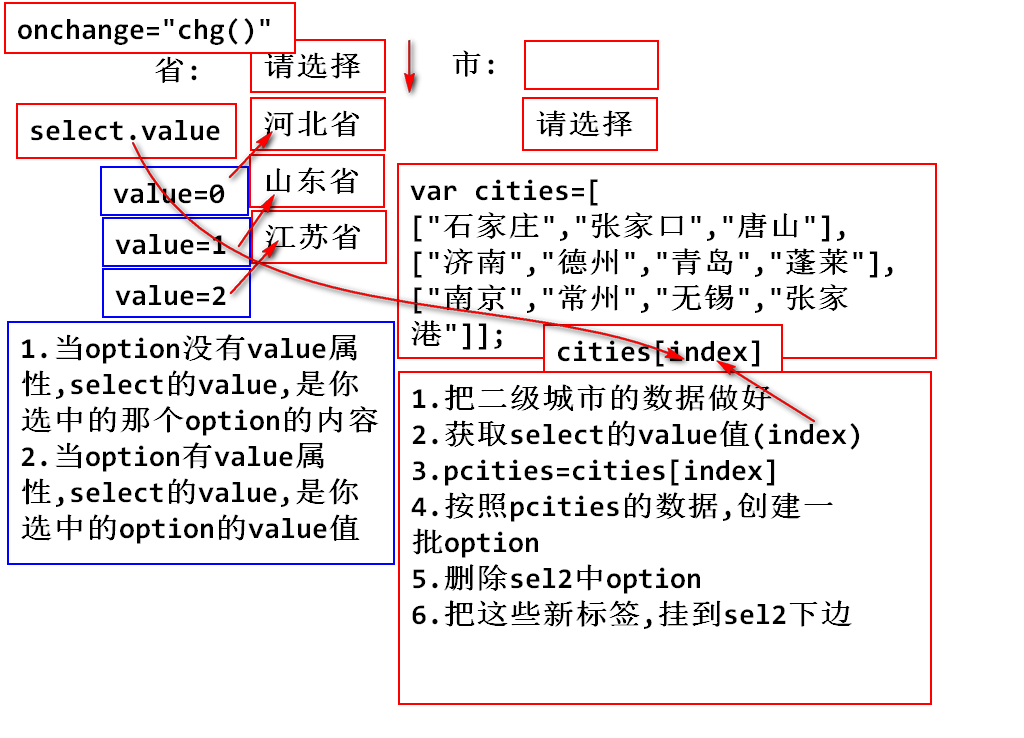 onchange="chg()"
省:
请选择
市:
select.value
河北省
请选择
value=0
山东省
value=1
江苏省
value=2
var cities=[
["石家庄","张家口","唐山"],
["济南","德州","青岛","蓬莱"],
["南京","常州","无锡","张家
港"]];
cities[index]
1.当option没有value属
性,select的value,是你
选中的那个option的内容
2.当option有value属
性,select的value,是你
选中的option的value值
1.把二级城市的数据做好
2.获取select的value值(index)
3.pcities=cities[index]
4.按照pcities的数据,创建一
批option
5.删除sel2中option
6.把这些新标签,挂到sel2下边